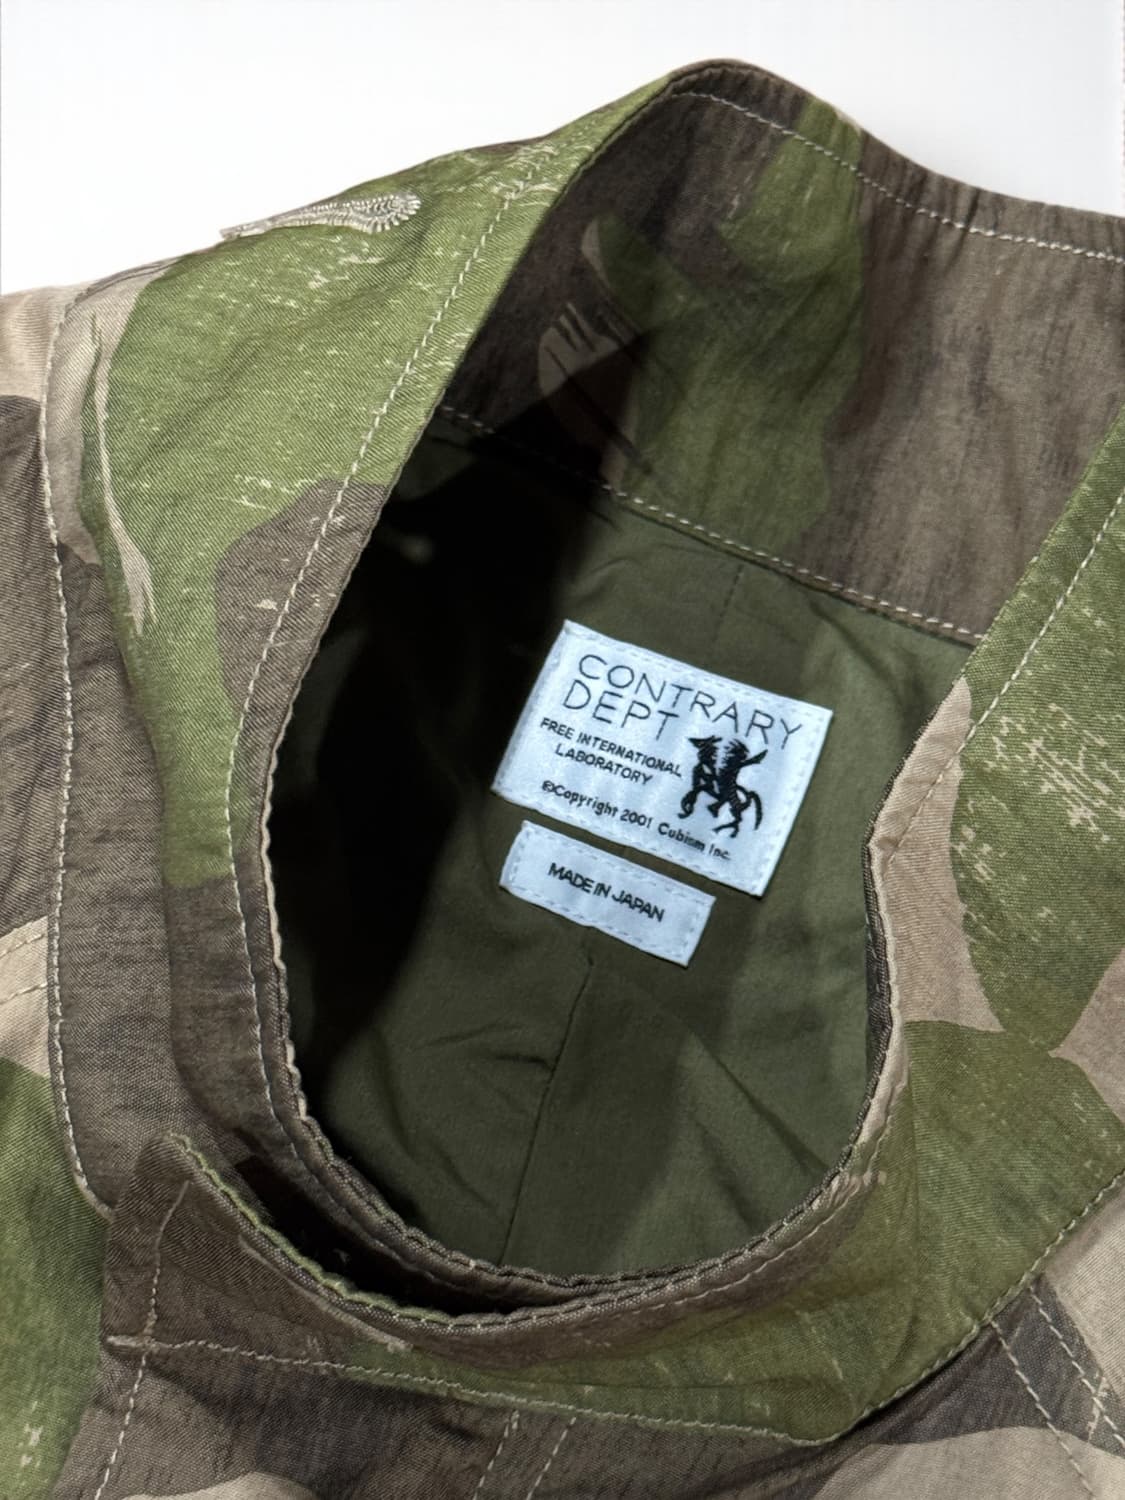 CONTRARY
DEPT
FREE INTERNATIONAL
LABORATORY
©Copyright 2001 Cubism Inc.
MADE IN JAPAN